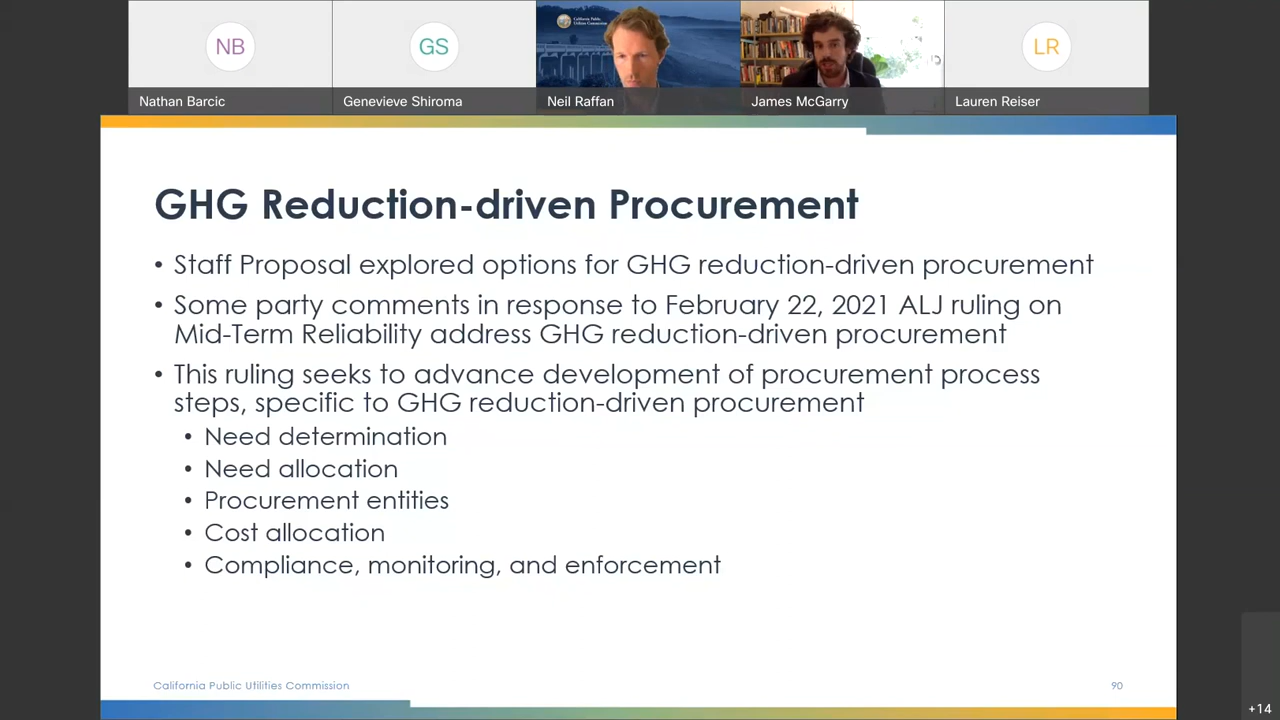 NB
GS
California Public
Utilities Commission
LR
Nathan Barcic
Genevieve Shiroma
Neil Raffan
James McGarry
Lauren Reiser
GHG Reduction-driven Procurement
• Staff Proposal explored options for GHG reduction-driven procurement
• Some party comments in response to February 22, 2021 ALJ ruling on
Mid-Term Reliability address GHG reduction-driven procurement
• This ruling seeks to advance development of procurement process
steps, specific to GHG reduction-driven procurement
• Need determination
• Need allocation
• Procurement entities
• Cost allocation
• Compliance, monitoring, and enforcement
California Public Utilities Commission
90
+14